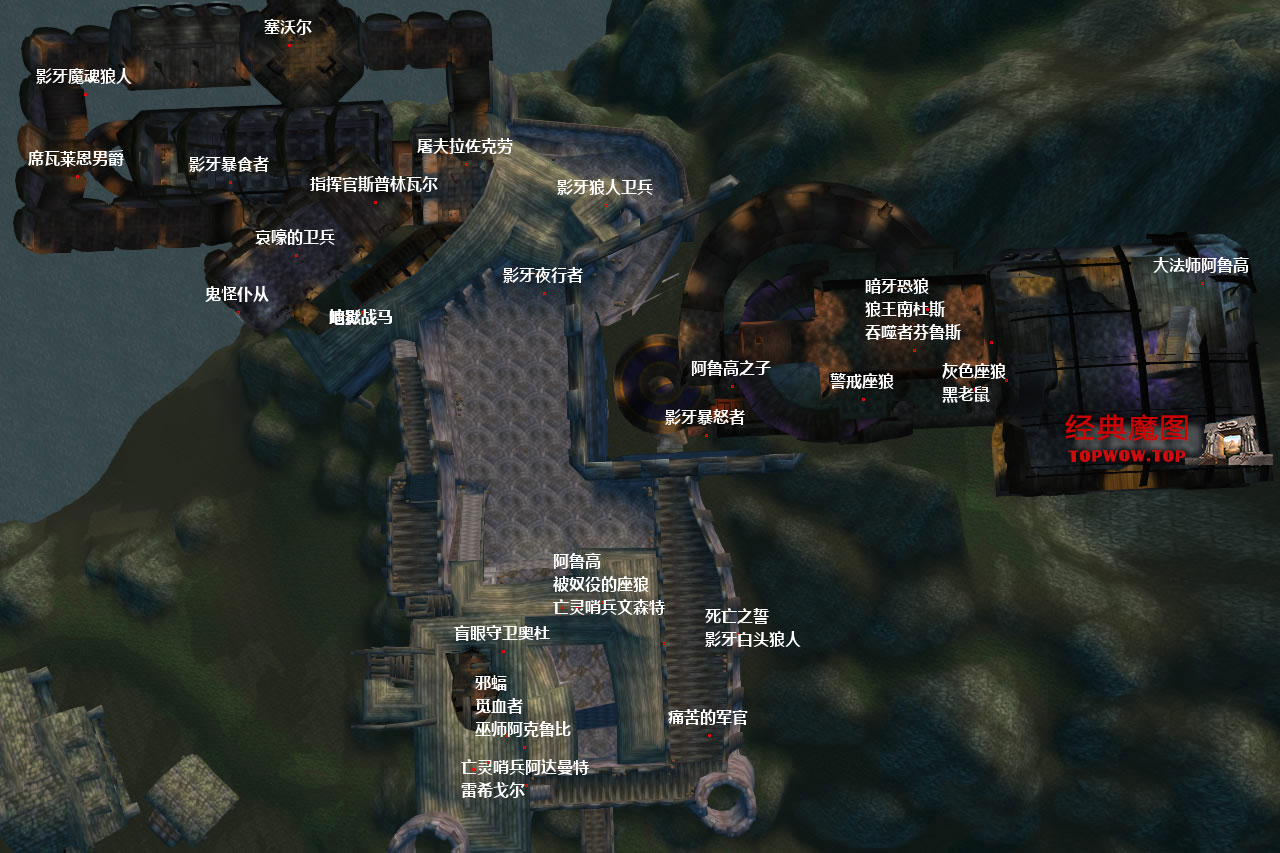 塞沃尔
影牙魔魂狼人
席瓦莱恩男爵
影牙暴食者
屠夫拉佐克劳
指挥官斯普林瓦尔
影牙狼人卫兵
哀嚎的卫兵
影牙夜行者
鬼怪仆从
战马
大法师阿鲁高
暗牙恐狼
狼王南杜斯
吞噬者芬鲁斯
阿鲁高之子
警戒座狼
灰色座狼
黑老鼠
影牙暴怒者
经典魔图
TOPWOW.TOP
阿鲁高
被奴役的座狼
亡灵哨兵文森特
死亡之誓
影牙白头狼人
盲眼守卫奥杜
邪蝠
觅血者
巫师阿克鲁比
痛苦的军官
亡灵哨兵阿达曼特
雷希戈尔